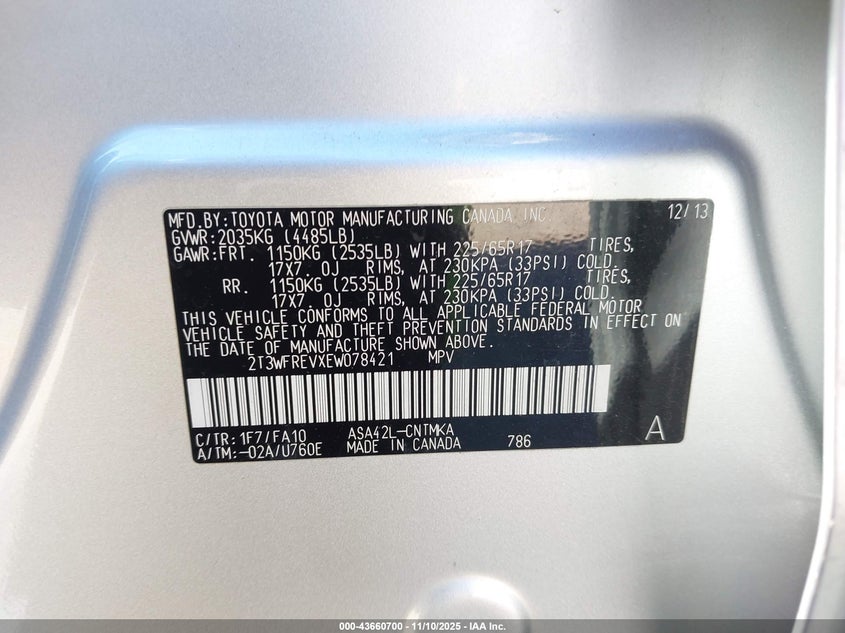 MFD.BY:TOYOTA MOTOR MANUFACTURING CANADA INC. 12/13
GVWR:2035KG (4485LB)
GAWR:FRT. 1150KG (2535LB) WITH 225/65R17 TIRES,
17X7.0J RIMS, AT 230KPA (33PSI) COLD.
RR. 1150KG (2535LB) WITH 225/65R17 TIRES,
17X7.0J RIMS, AT 230KPA (33PSI) COLD.
THIS VEHICLE CONFORMS TO ALL APPLICABLE FEDERAL MOTOR
VEHICLE SAFETY AND THEFT PREVENTION STANDARDS IN EFFECT ON
THE DATE OF MANUFACTURE SHOWN ABOVE.
2T3WFREVXEW078421 MPV
C/TR:1F7/FA10 ASA42L-CNTMKA
A/TM:-02A/U760E MADE IN CANADA 786 A
000-43660700 - 11/10/2025 - IAA Inc.